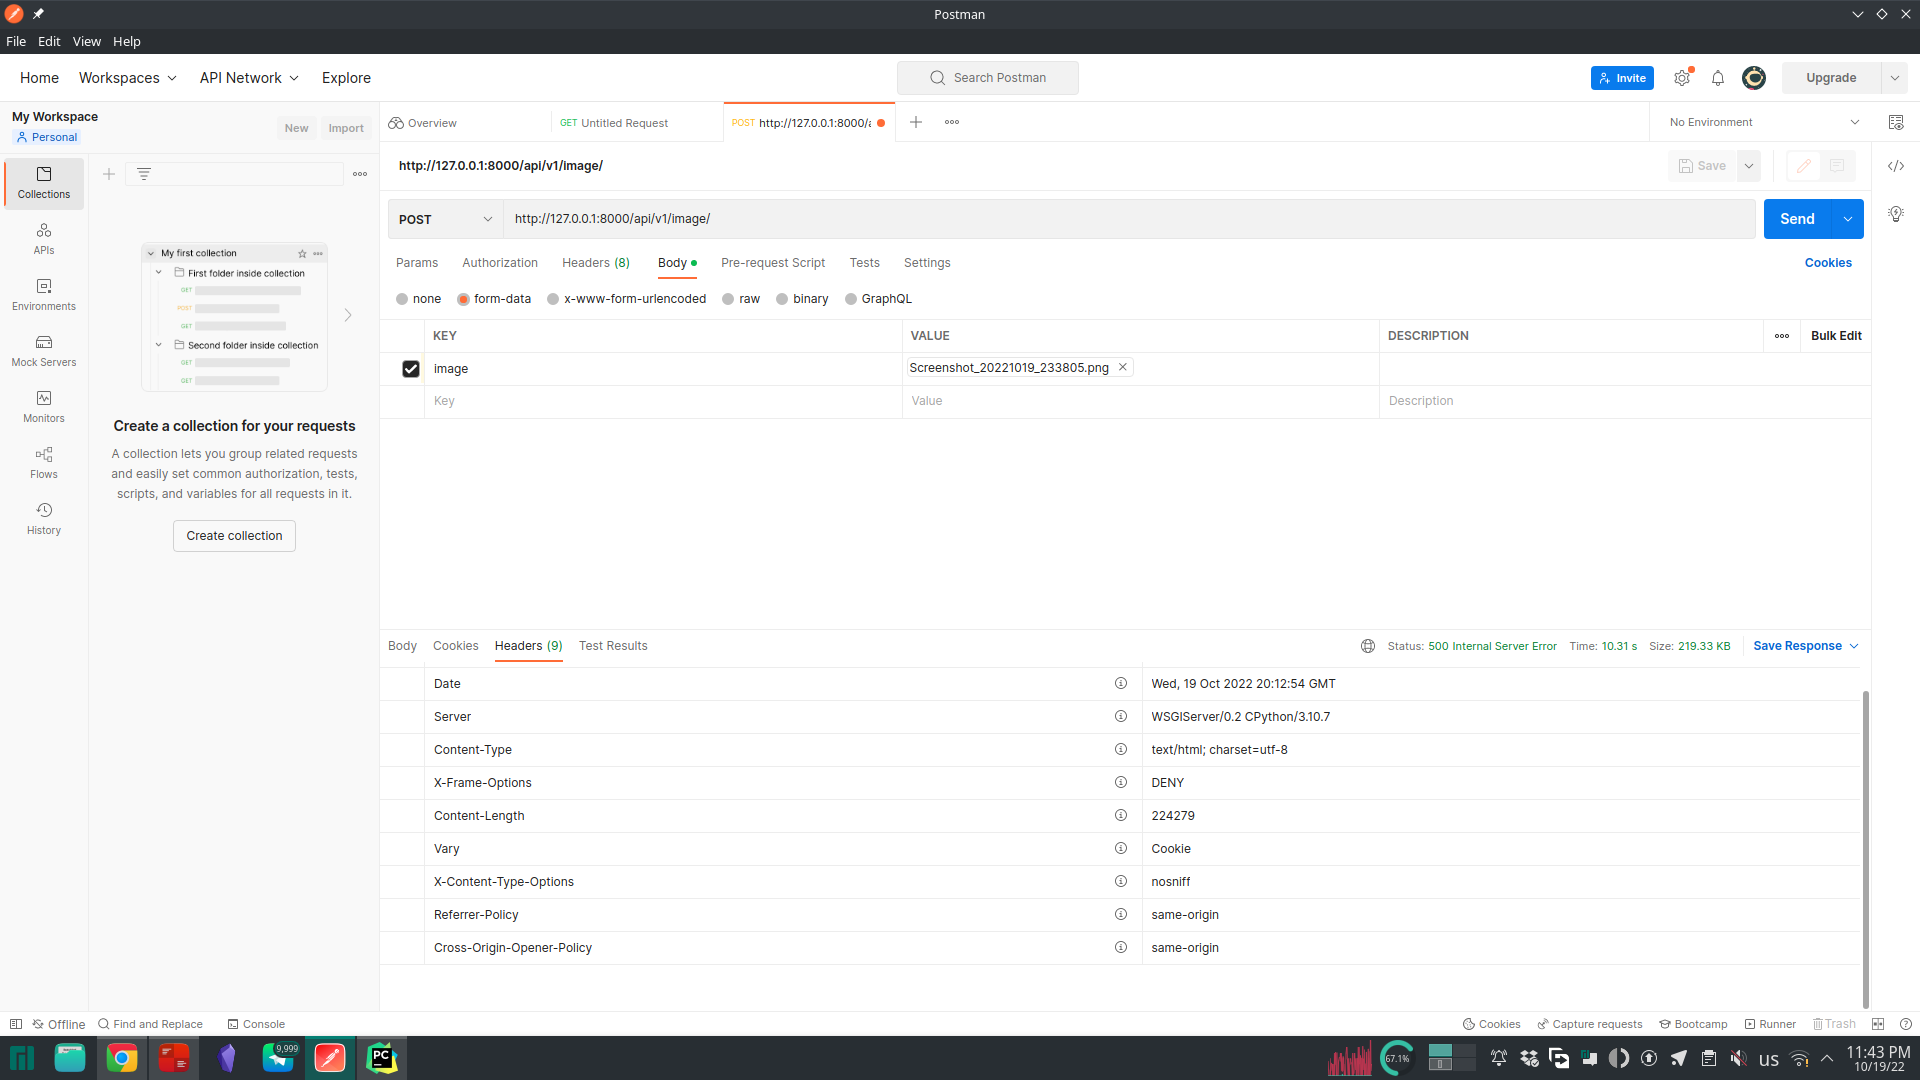 Postman
File Edit View Help
Home Workspaces API Network Explore
Search Postman
Invite
Upgrade
My Workspace
Personal
New Import
Overview
GET Untitled Request
POST http://127.0.0.1:8000/a
No Environment
Collections
APIs
Environments
Mock Servers
Monitors
Flows
History
My first collection
First folder inside collection
GET
POST
GET
Second folder inside collection
GET
GET
Create a collection for your requests
A collection lets you group related requests
and easily set common authorization, tests,
scripts, and variables for all requests in it.
Create collection
http://127.0.0.1:8000/api/v1/image/
Save
POST http://127.0.0.1:8000/api/v1/image/
Send
Params Authorization Headers (8) Body Pre-request Script Tests Settings
Cookies
none form-data x-www-form-urlencoded raw binary GraphQL
KEY VALUE DESCRIPTION Bulk Edit
image Screenshot_20221019_233805.png
Key Value Description
Body Cookies Headers (9) Test Results
Status: 500 Internal Server Error Time: 10.31 s Size: 219.33 KB Save Response
Date Wed, 19 Oct 2022 20:12:54 GMT
Server WSGIServer/0.2 CPython/3.10.7
Content-Type text/html; charset=utf-8
X-Frame-Options DENY
Content-Length 224279
Vary Cookie
X-Content-Type-Options nosniff
Referrer-Policy same-origin
Cross-Origin-Opener-Policy same-origin
Offline Find and Replace Console
Cookies Capture requests Bootcamp Runner Trash
9,999
PC
67.1%
us
11:43 PM
10/19/22